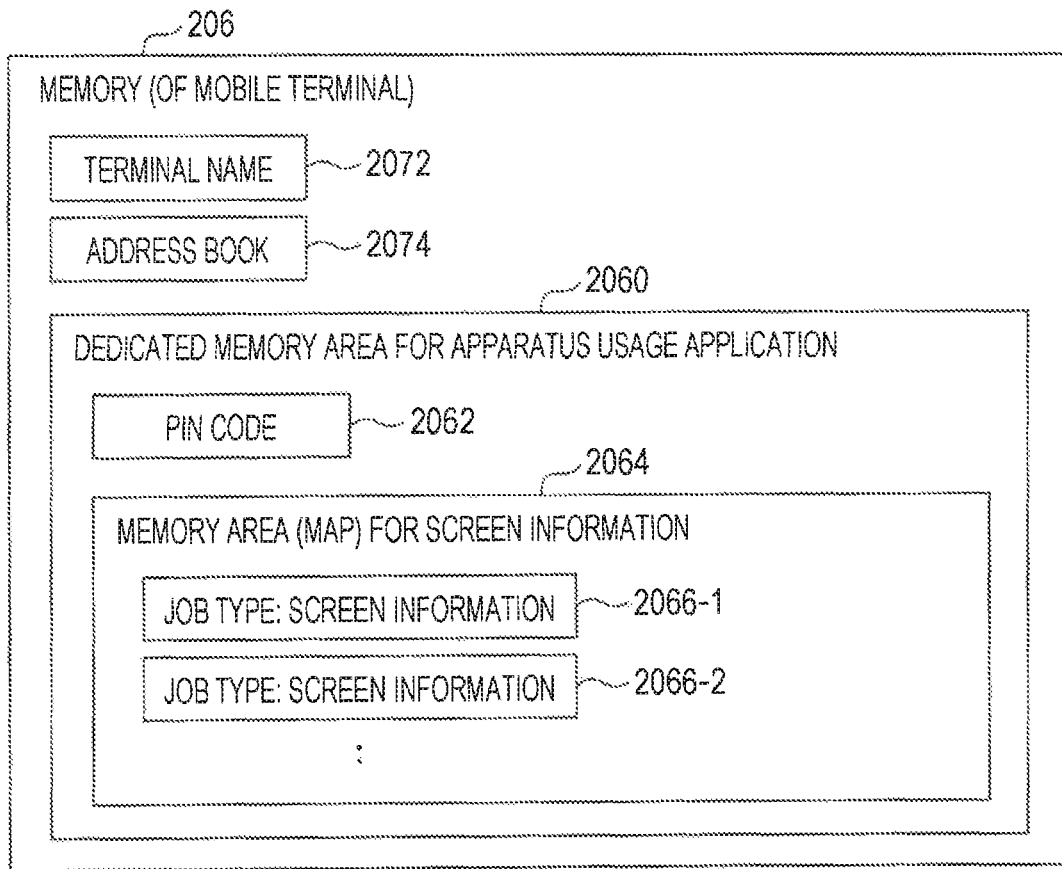 206
MEMORY (OF MOBILE TERMINAL)
TERMINAL NAME 2072
ADDRESS BOOK 2074
2060
DEDICATED MEMORY AREA FOR APPARATUS USAGE APPLICATION
PIN CODE 2062
2064
MEMORY AREA (MAP) FOR SCREEN INFORMATION
JOB TYPE: SCREEN INFORMATION 2066-1
JOB TYPE: SCREEN INFORMATION 2066-2
: